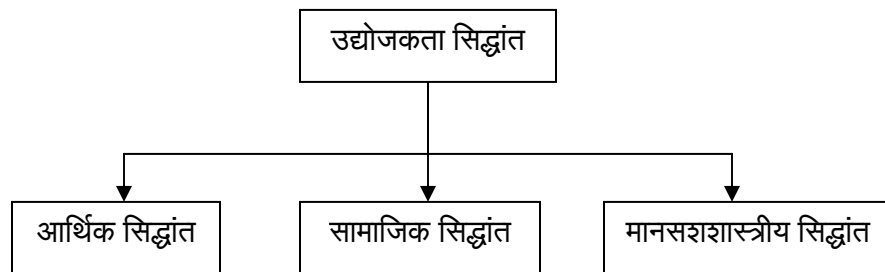 उद्योजकता सिद्धांत
आर्थिक सिद्धांत
सामाजिक सिद्धांत
मानसशशास्त्रीय सिद्धांत